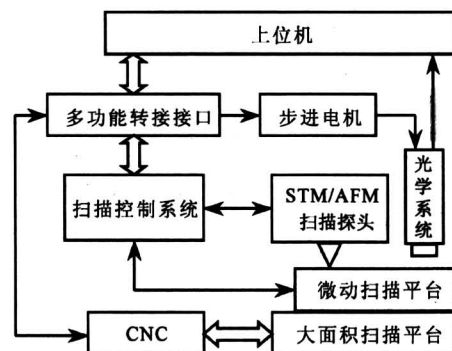 上位机
多功能转接接口
步进电机
光学系统
扫描控制系统
STM/AFM
扫描探头
微动扫描平台
CNC
大面积扫描平台